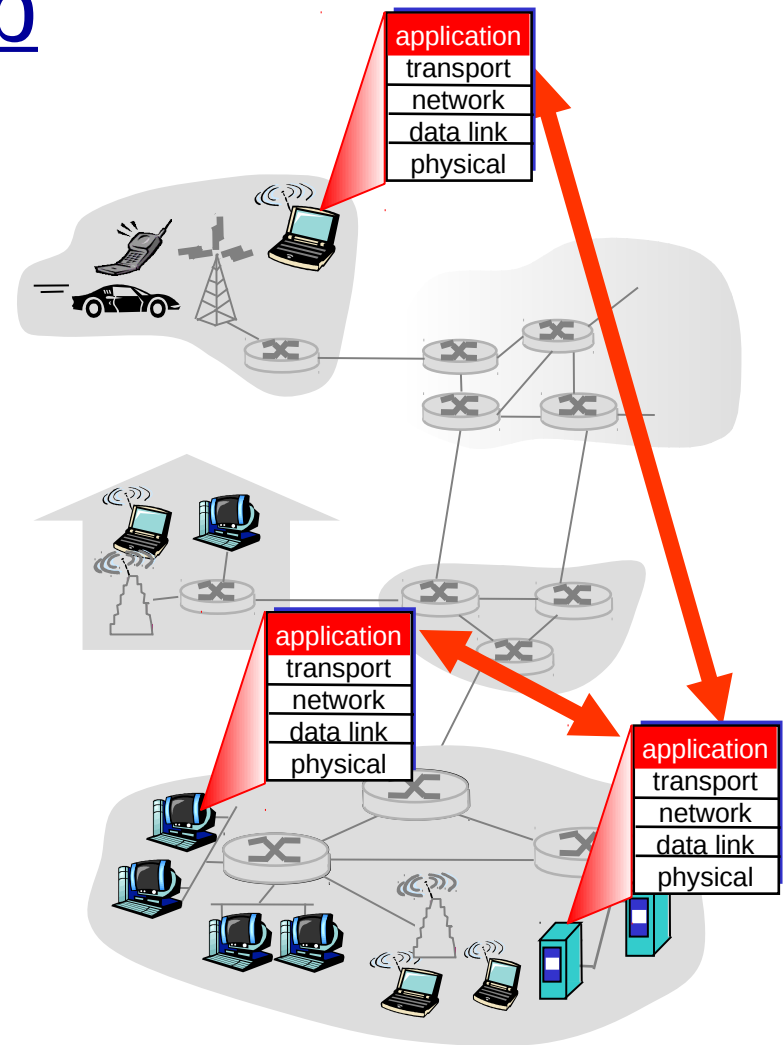 application
transport
network
data link
physical
application
transport
network
data link
physical
application
transport
network
data link
physical